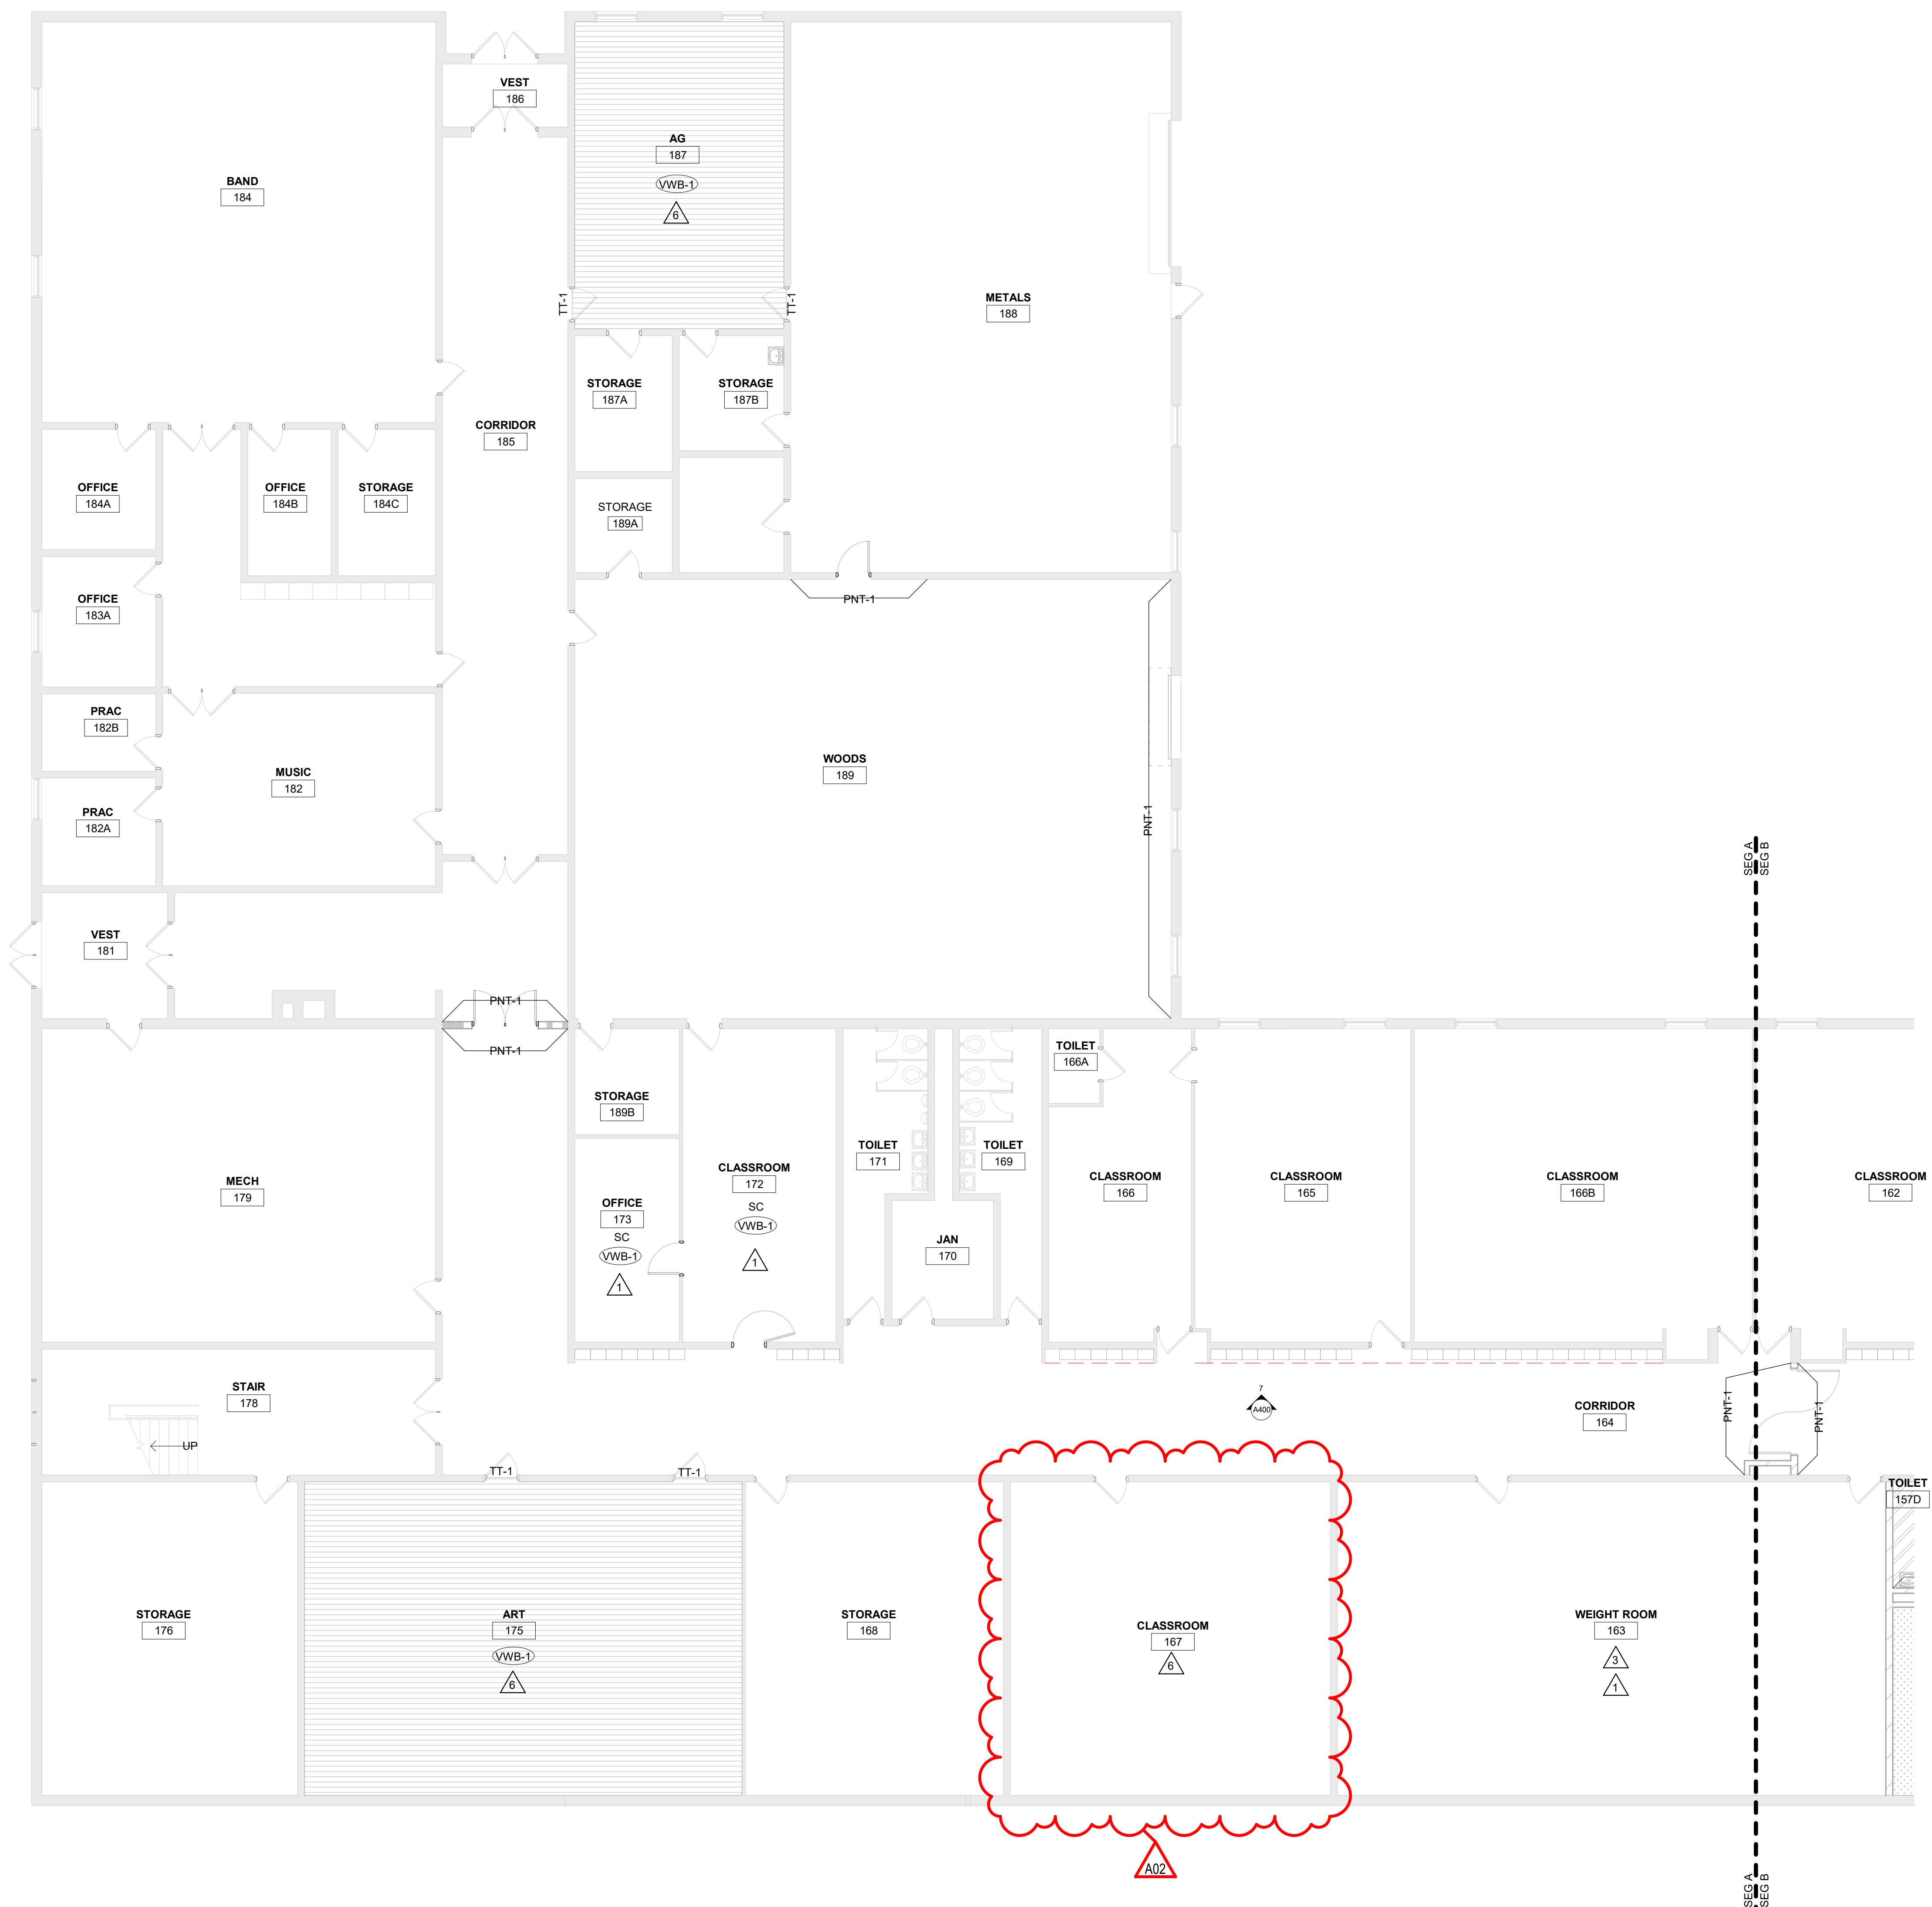 VEST
186
AG
187
VWB-1
6
BAND
184
METALS
188
TT-1
TT-1
STORAGE
187A
STORAGE
187B
CORRIDOR
185
OFFICE
184A
OFFICE
184B
STORAGE
184C
STORAGE
189A
OFFICE
183A
PNT-1
PRAC
182B
MUSIC
182
WOODS
189
PRAC
182A
PNT-1
SEG A
SEG B
VEST
181
PNT-1
PNT-1
TOILET
166A
STORAGE
189B
TOILET
171
TOILET
169
CLASSROOM
172
SC
VWB-1
1
MECH
179
OFFICE
173
SC
VWB-1
1
CLASSROOM
166
CLASSROOM
165
CLASSROOM
166B
CLASSROOM
162
JAN
170
STAIR
178
UP
7
A400
CORRIDOR
164
PNT-1
PNT-1
TT-1
TT-1
TOILET
157D
STORAGE
176
ART
175
VWB-1
6
STORAGE
168
CLASSROOM
167
6
WEIGHT ROOM
163
3
1
A02
SEG A
SEG B